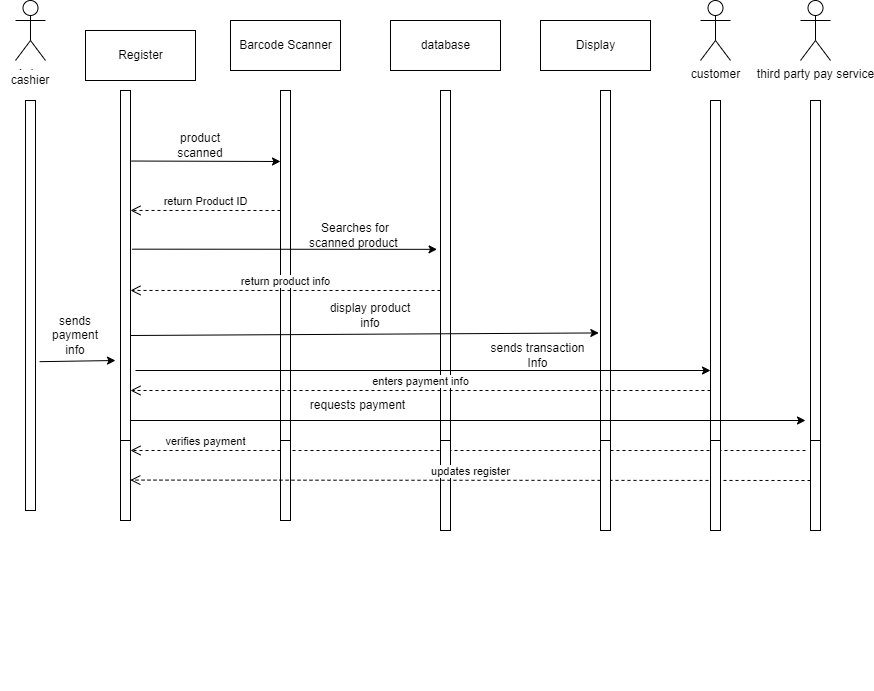 cashier
Register
Barcode Scanner
database
Display
customer
third party pay service
product
scanned
return Product ID
Searches for
scanned product
return product info
display product
info
sends
payment
info
sends transaction
Info
enters payment info
requests payment
verifies payment
updates register